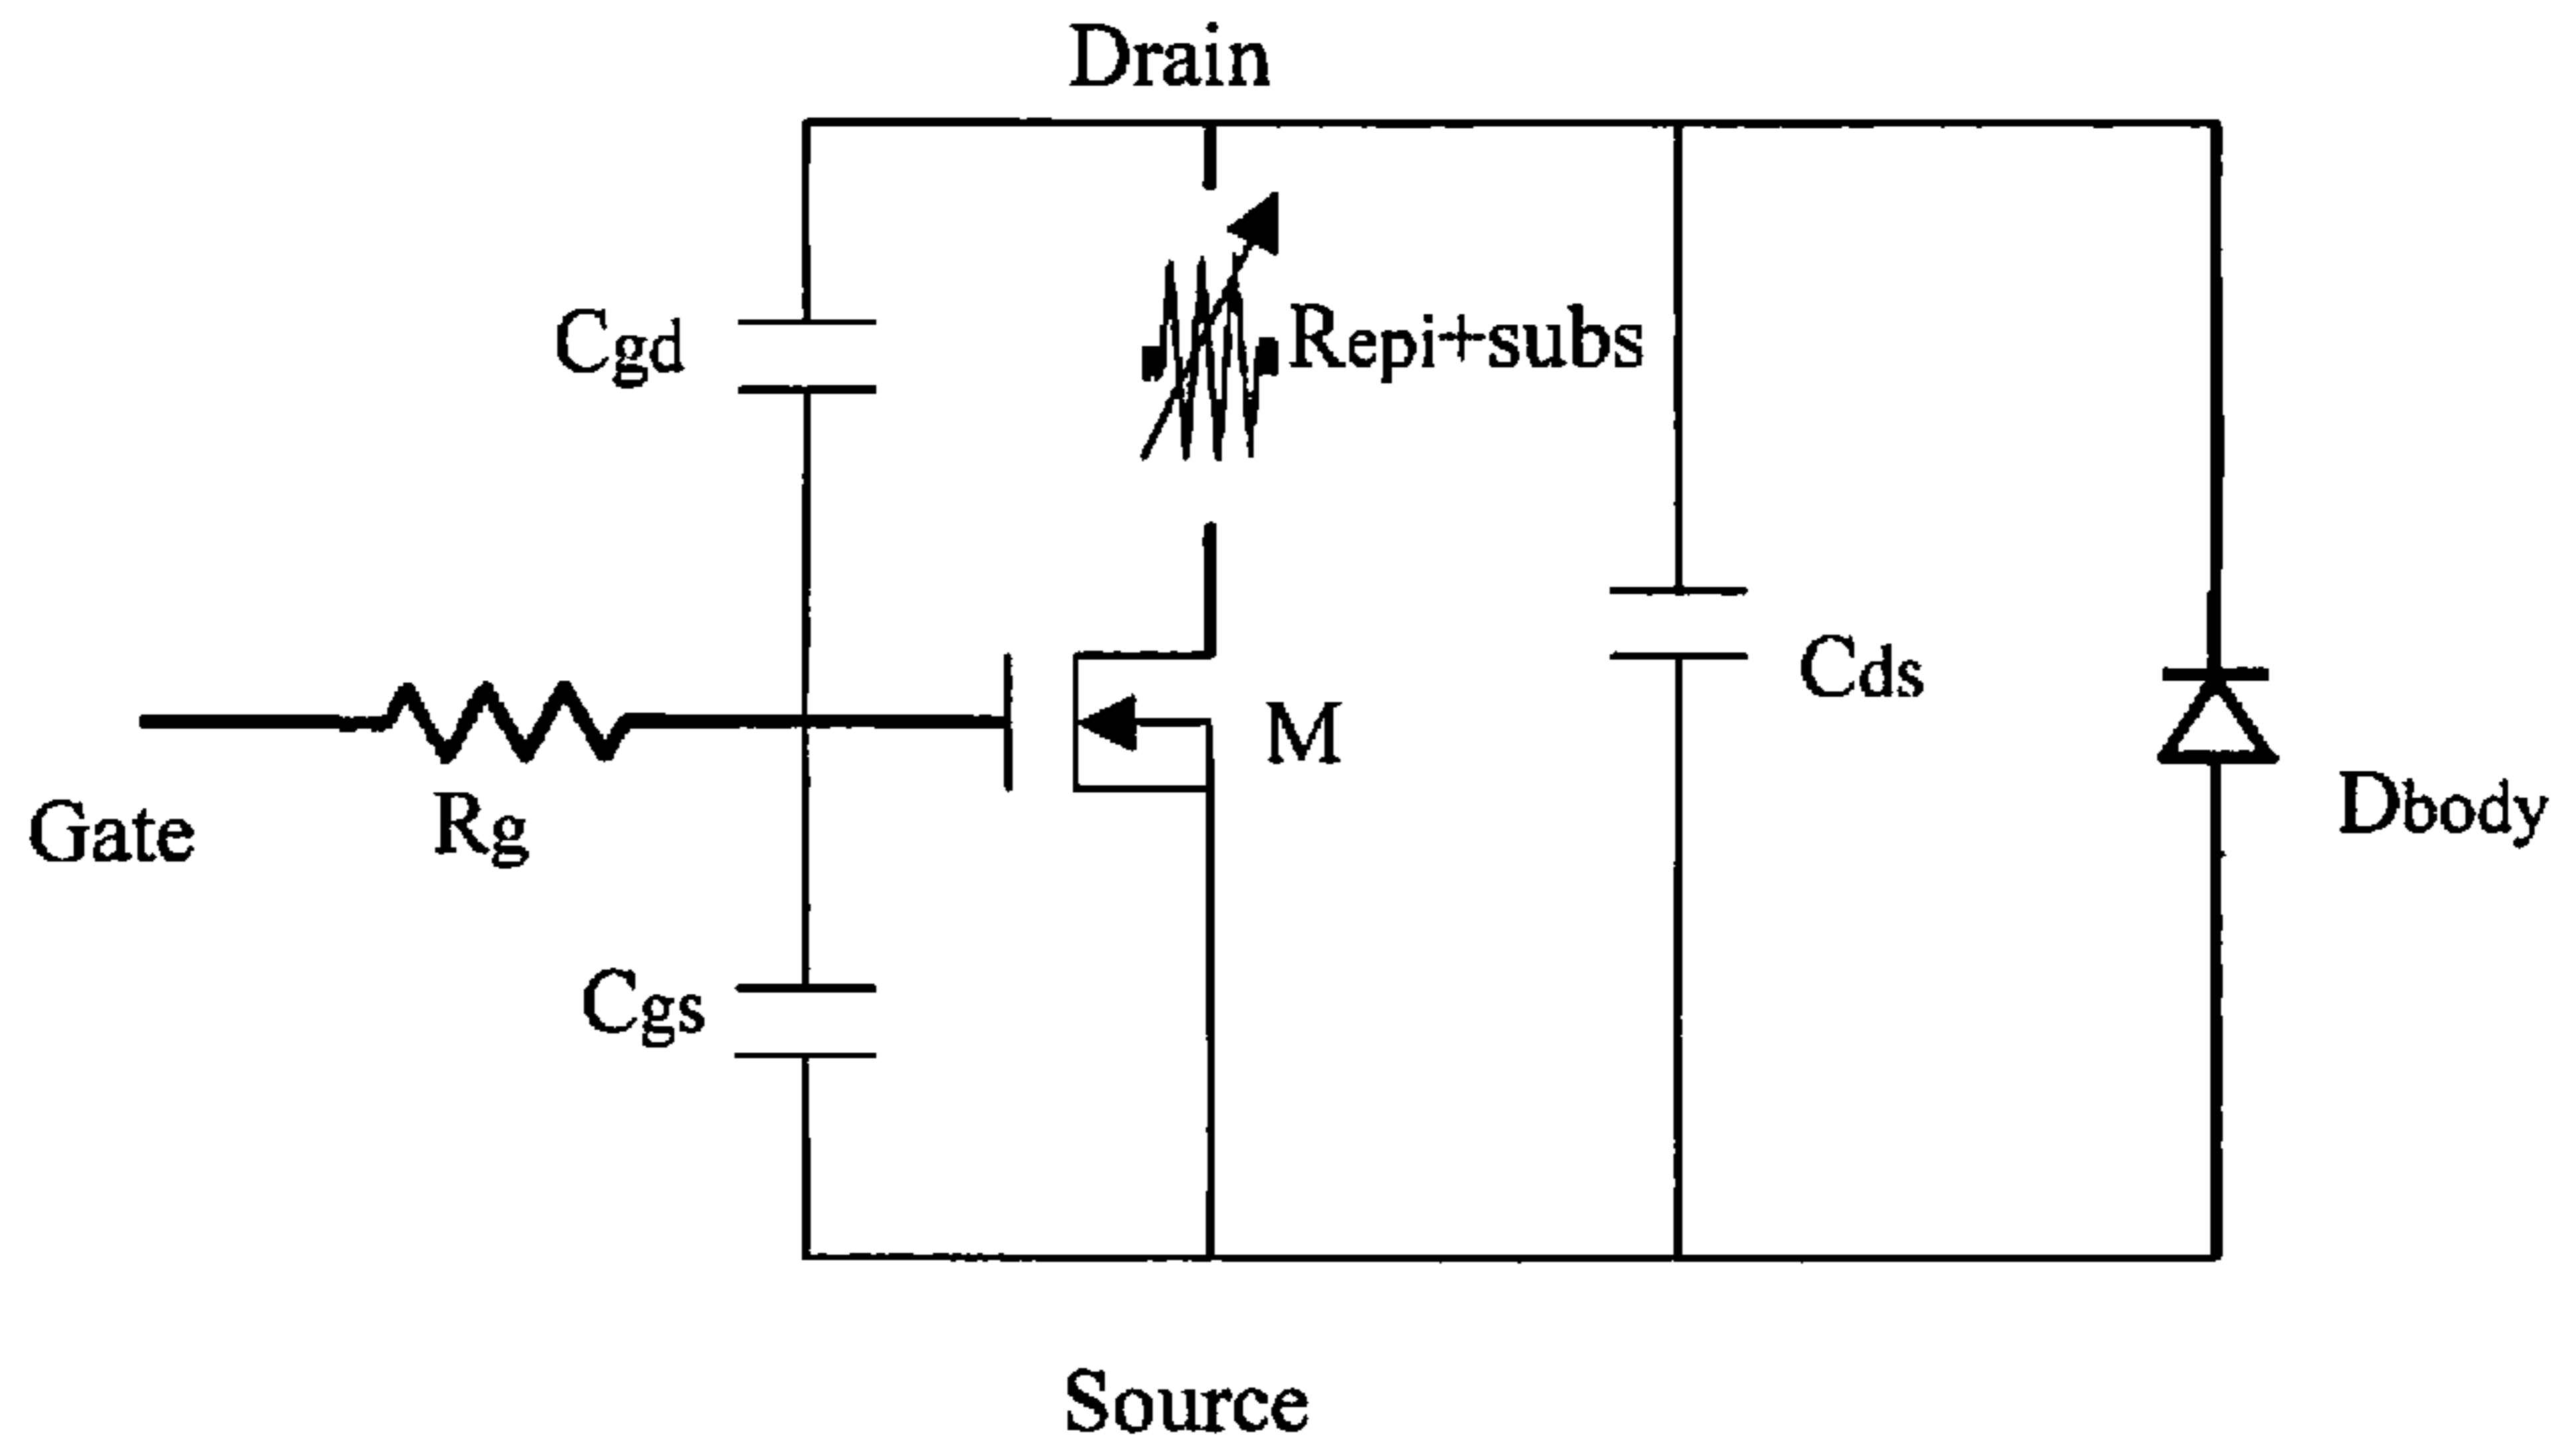 Drain
Cgd
Repi+subs
Cds
M
Dbody
Gate
Rg
Cgs
Source